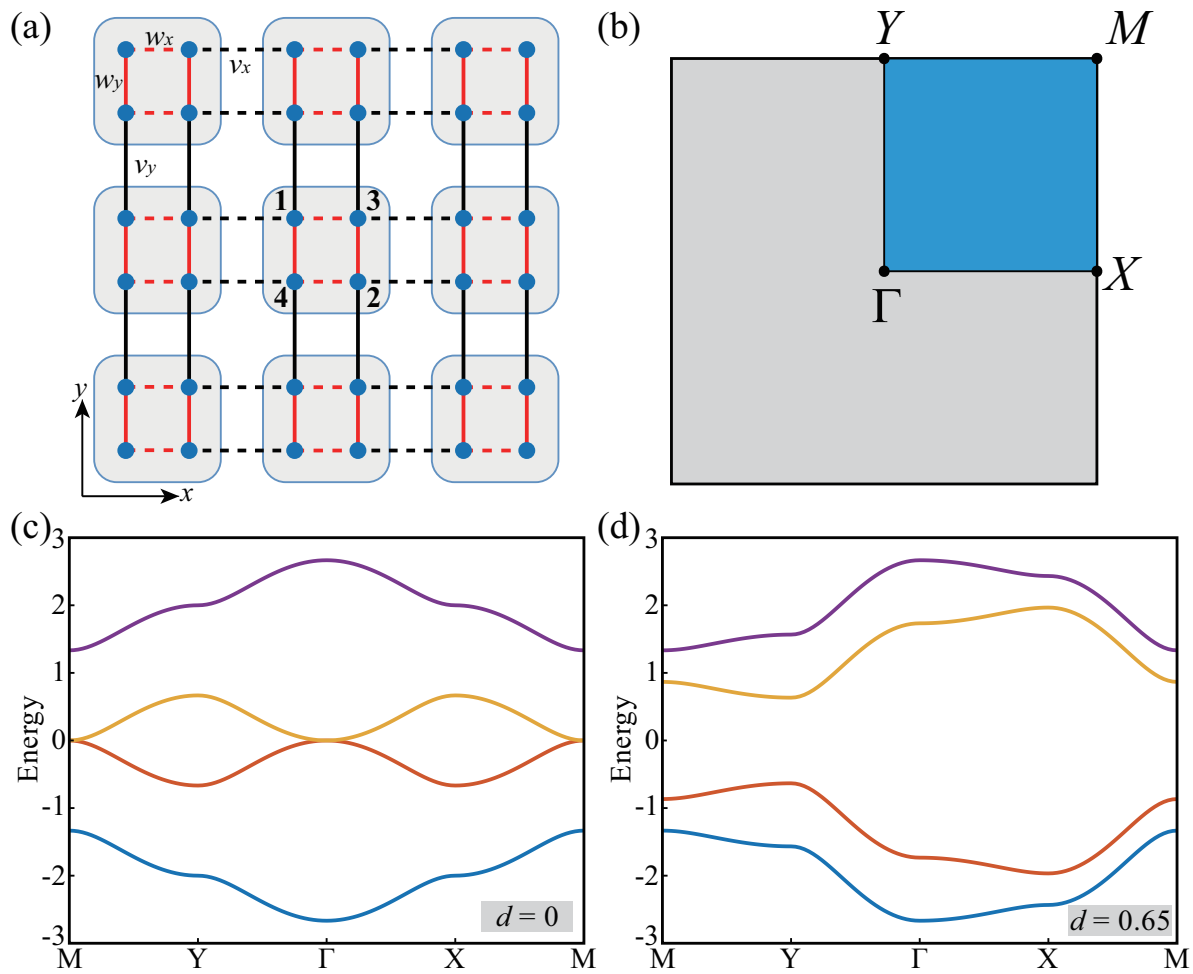 (a)
w_x
w_y
v_x
v_y
1
3
4
2
y
x
(b)
Y
M
Γ
X
(c)
Energy
3
2
1
0
-1
-2
-3
M
Y
Γ
X
M
d = 0
(d)
Energy
3
2
1
0
-1
-2
-3
M
Y
Γ
X
M
d = 0.65